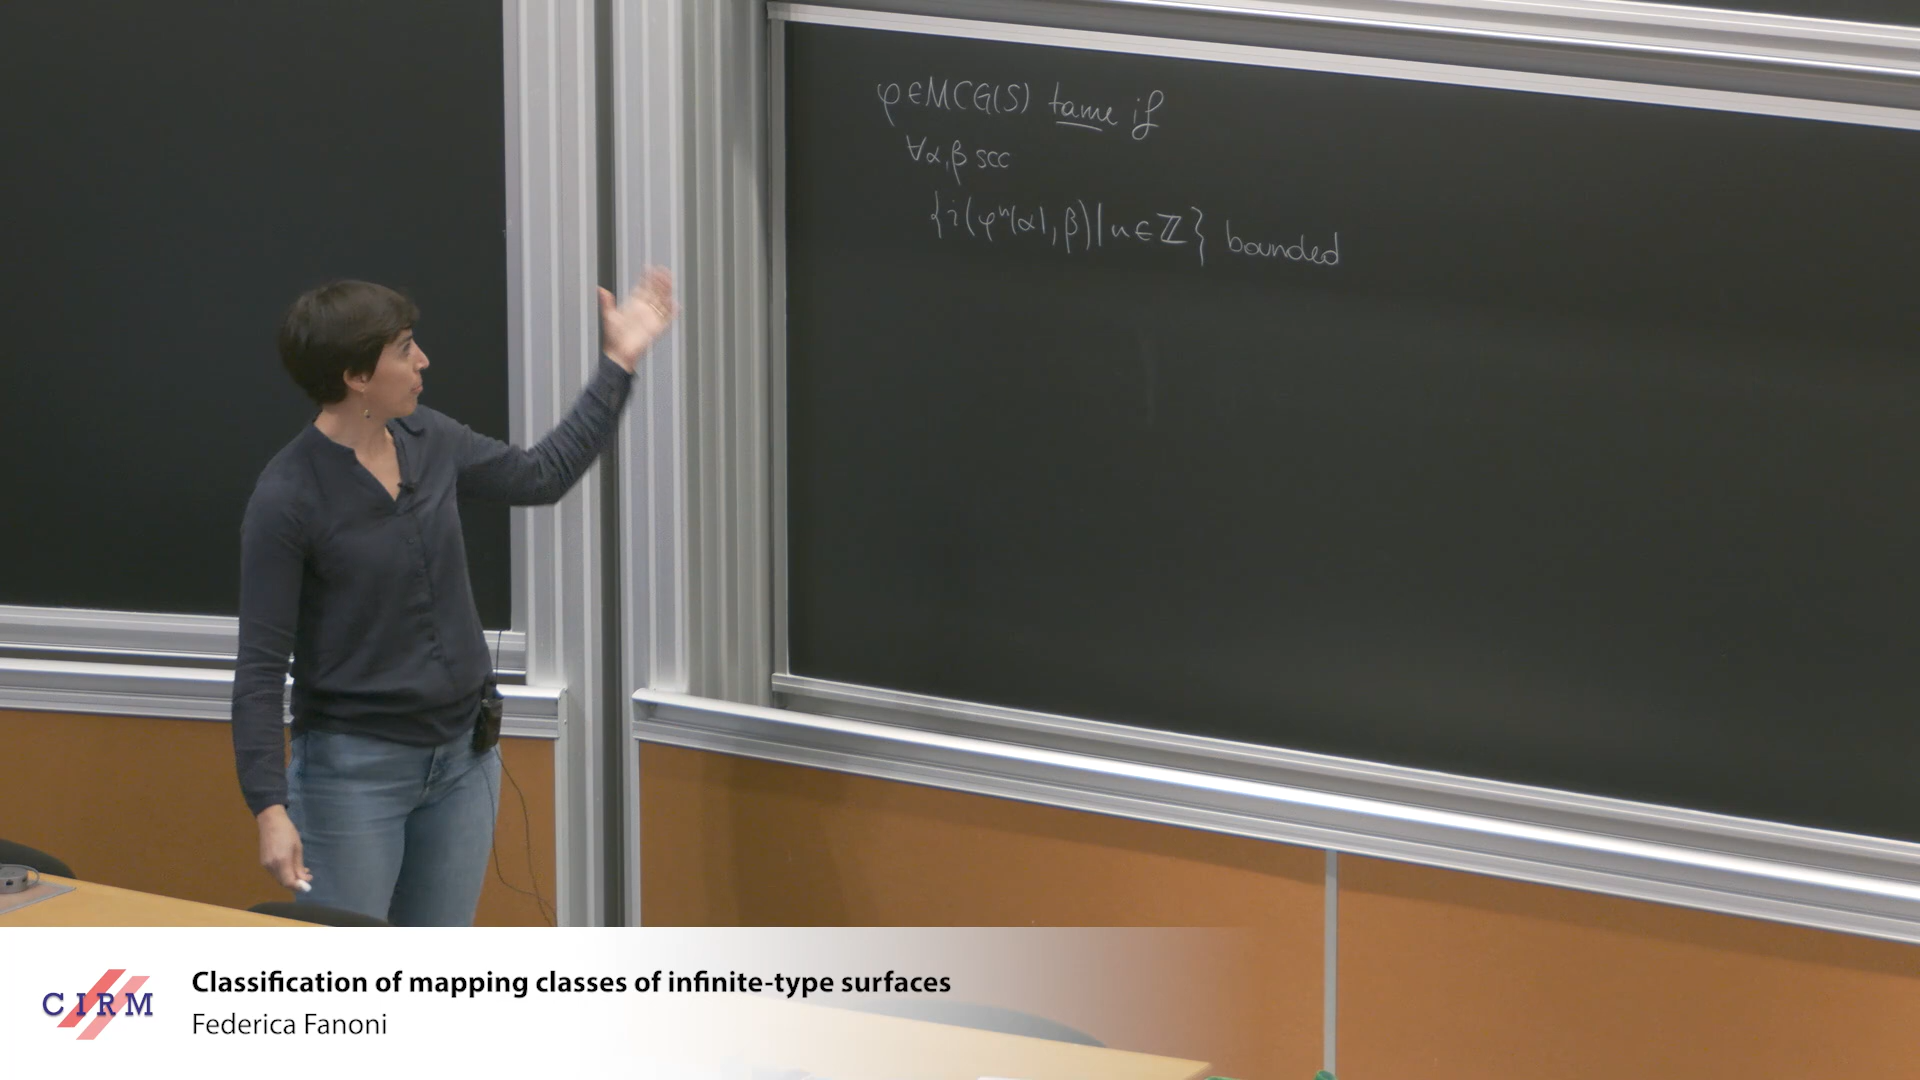 φ∈MCG(S) tame if
∀α,β scc
{i(φⁿ(α),β)|n∈ℤ} bounded
CIRM
Classification of mapping classes of infinite-type surfaces
Federica Fanoni